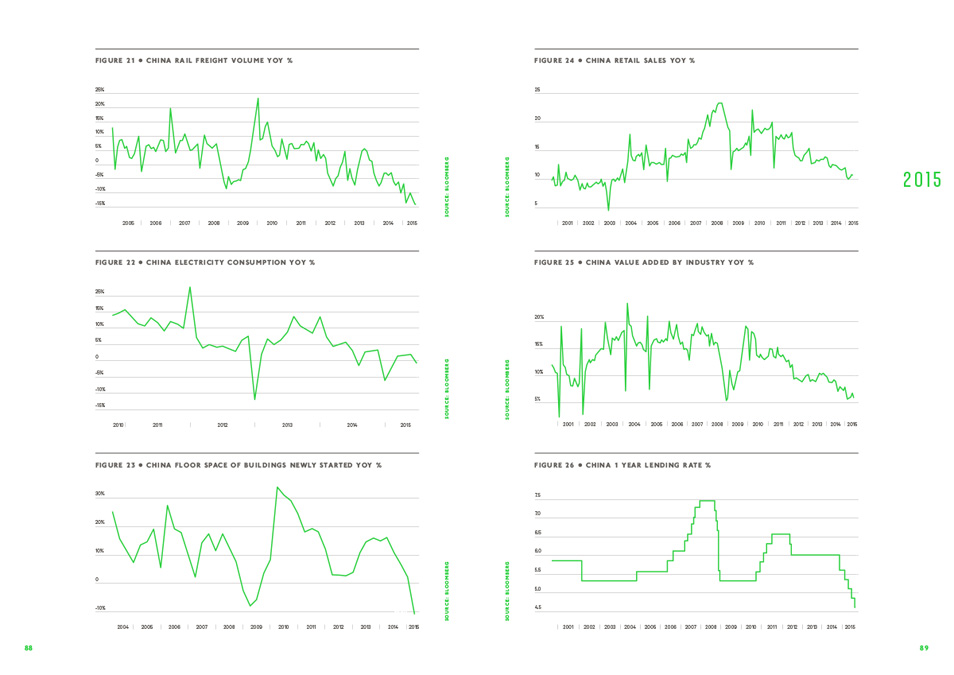 FIGURE 21 ● CHINA RAIL FREIGHT VOLUME YOY %
25%
20%
15%
10%
5%
0
-5%
-10%
-15%
2005 2006 2007 2008 2009 2010 2011 2012 2013 2014 2015
SOURCE: BLOOMBERG
FIGURE 22 ● CHINA ELECTRICITY CONSUMPTION YOY %
25%
15%
10%
5%
0
-5%
-10%
-15%
2010 2011 2012 2013 2014 2015
SOURCE: BLOOMBERG
FIGURE 23 ● CHINA FLOOR SPACE OF BUILDINGS NEWLY STARTED YOY %
30%
20%
10%
0
-10%
2004 2005 2006 2007 2008 2009 2010 2011 2012 2013 2014 2015
SOURCE: BLOOMBERG
88
FIGURE 24 ● CHINA RETAIL SALES YOY %
25
20
15
10
5
2001 2002 2003 2004 2005 2006 2007 2008 2009 2010 2011 2012 2013 2014 2015
SOURCE: BLOOMBERG
2015
FIGURE 25 ● CHINA VALUE ADDED BY INDUSTRY YOY %
20%
15%
10%
5%
2001 2002 2003 2004 2005 2006 2007 2008 2009 2010 2011 2012 2013 2014 2015
SOURCE: BLOOMBERG
FIGURE 26 ● CHINA 1 YEAR LENDING RATE %
7.5
7.0
6.5
6.0
5.5
5.0
4.5
2001 2002 2003 2004 2005 2006 2007 2008 2009 2010 2011 2012 2013 2014 2015
SOURCE: BLOOMBERG
89